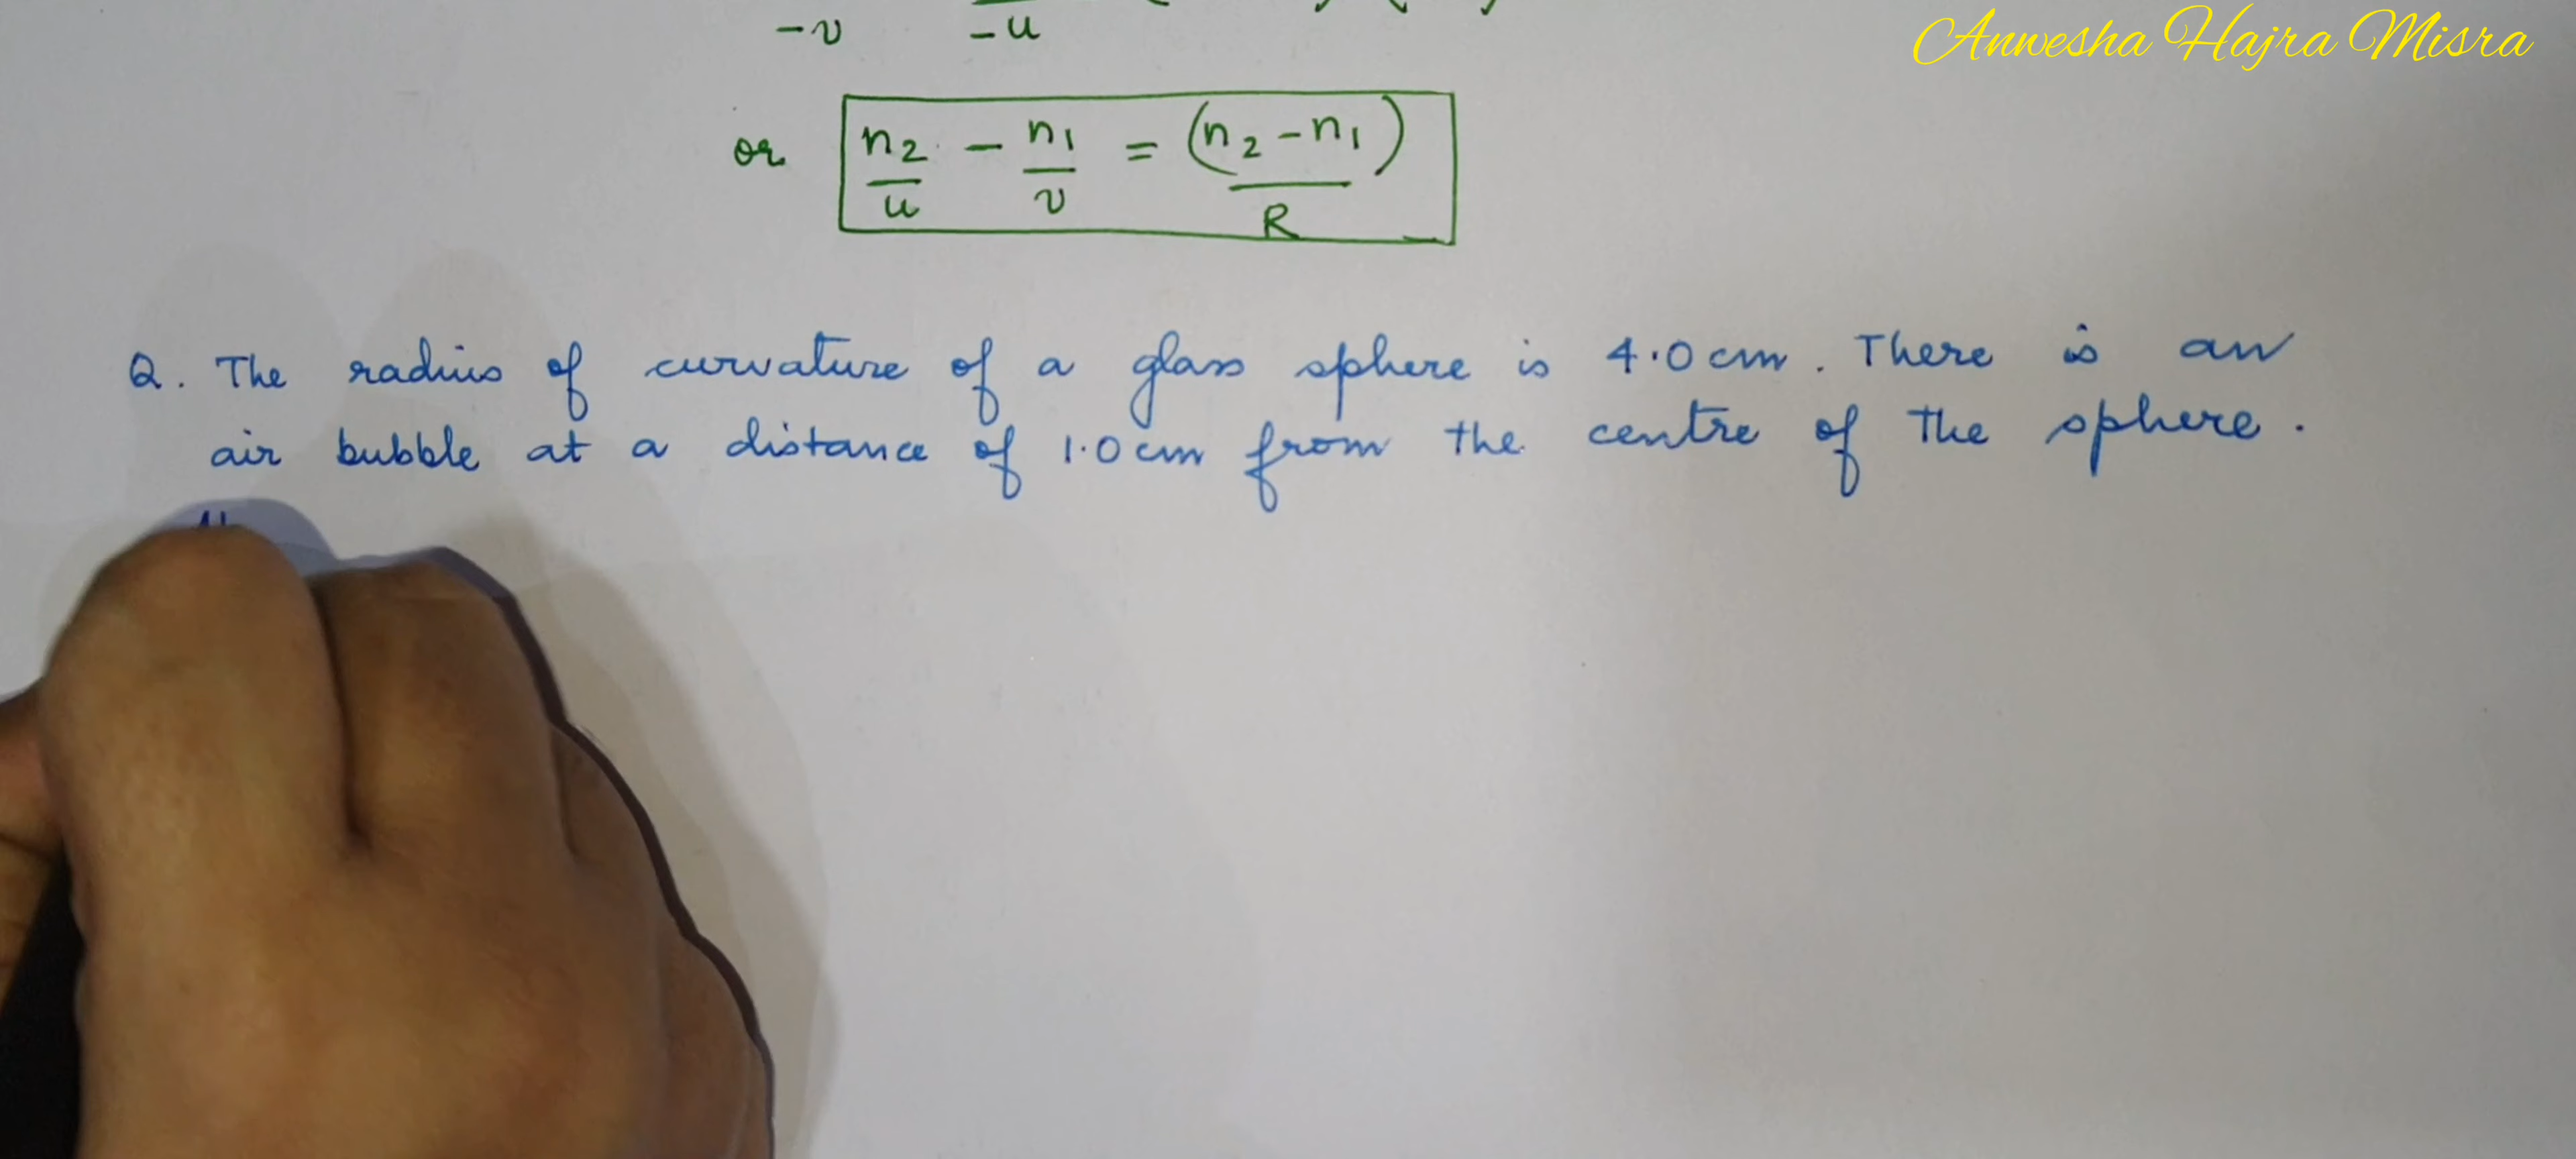 -v -u
Anwesha Hajra Misra
or n2/u - n1/v = (n2-n1)/R
Q. The radius of curvature of a glass sphere is 4.0 cm. There is an
air bubble at a distance of 1.0 cm from the centre of the sphere.